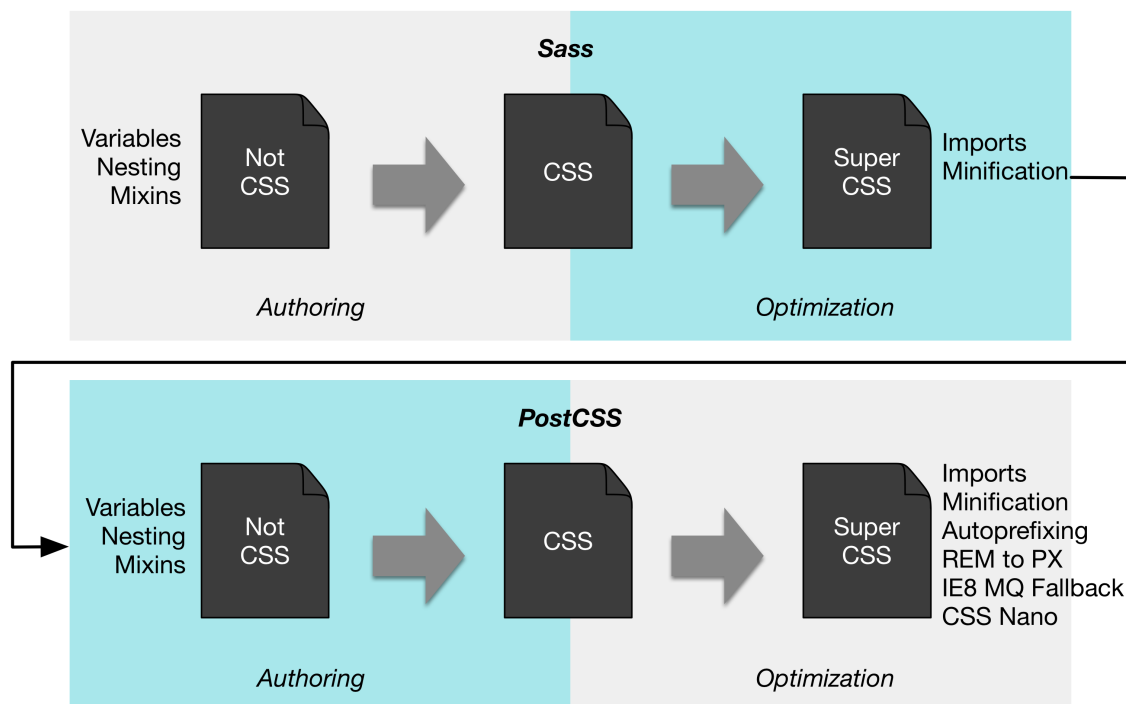 Sass
Variables
Nesting
Mixins
Not
CSS
CSS
Super
CSS
Imports
Minification
Authoring
Optimization
PostCSS
Variables
Nesting
Mixins
Not
CSS
CSS
Super
CSS
Imports
Minification
Autoprefixing
REM to PX
IE8 MQ Fallback
CSS Nano
Authoring
Optimization